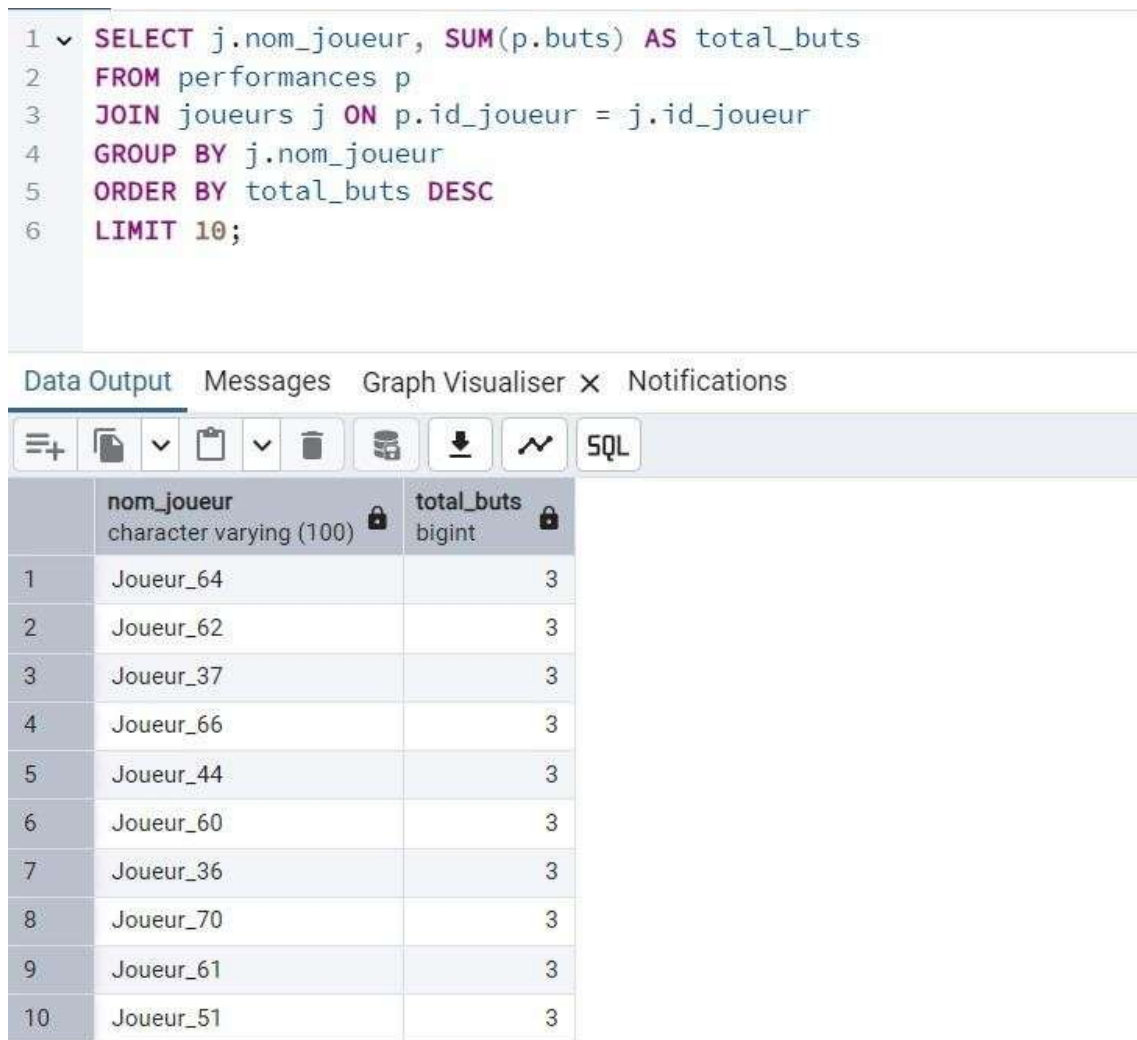 1 SELECT j.nom_joueur, SUM(p.buts) AS total_buts
2 FROM performances p
3 JOIN joueurs j ON p.id_joueur = j.id_joueur
4 GROUP BY j.nom_joueur
5 ORDER BY total_buts DESC
6 LIMIT 10;
Data Output Messages Graph Visualiser × Notifications
SQL
nom_joueur total_buts
character varying (100) bigint
1 Joueur_64 3
2 Joueur_62 3
3 Joueur_37 3
4 Joueur_66 3
5 Joueur_44 3
6 Joueur_60 3
7 Joueur_36 3
8 Joueur_70 3
9 Joueur_61 3
10 Joueur_51 3